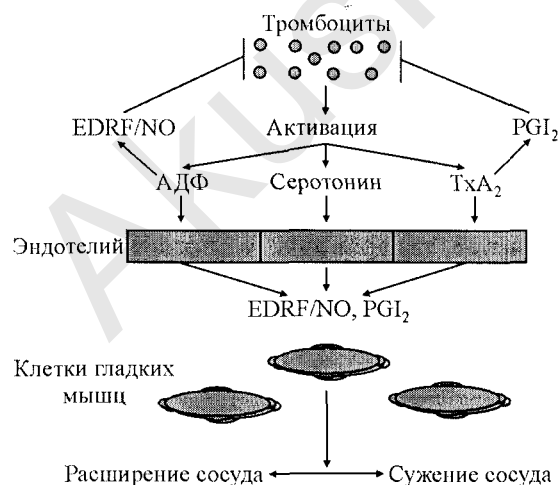 Тромбоциты
EDRF/NO
Активация
PGI₂
АДФ
Серотонин
TxA₂
Эндотелий
EDRF/NO, PGI₂
Клетки гладких
мышц
Расширение сосуда
Сужение сосуда